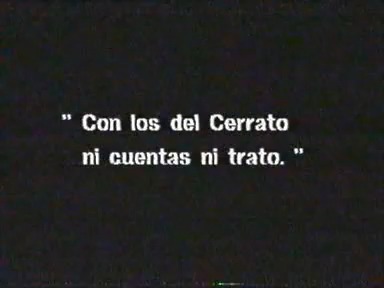 " Con los del Cerrato
ni cuentas ni trato. "